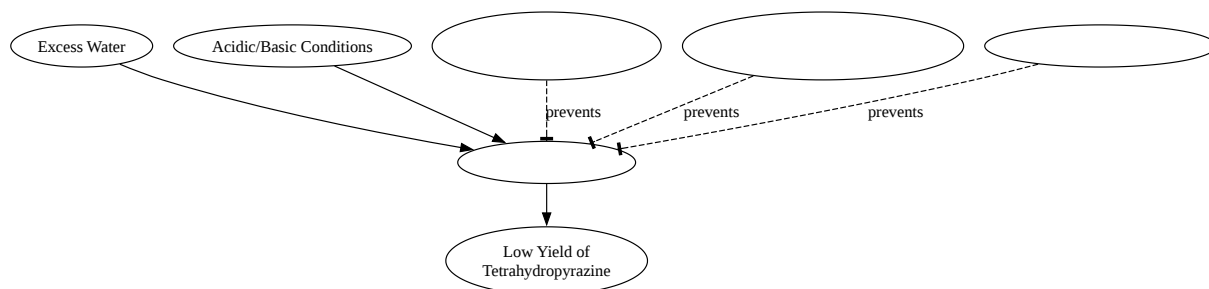 Excess Water
Acidic/Basic Conditions
prevents
prevents
prevents
Low Yield of
Tetrahydropyrazine